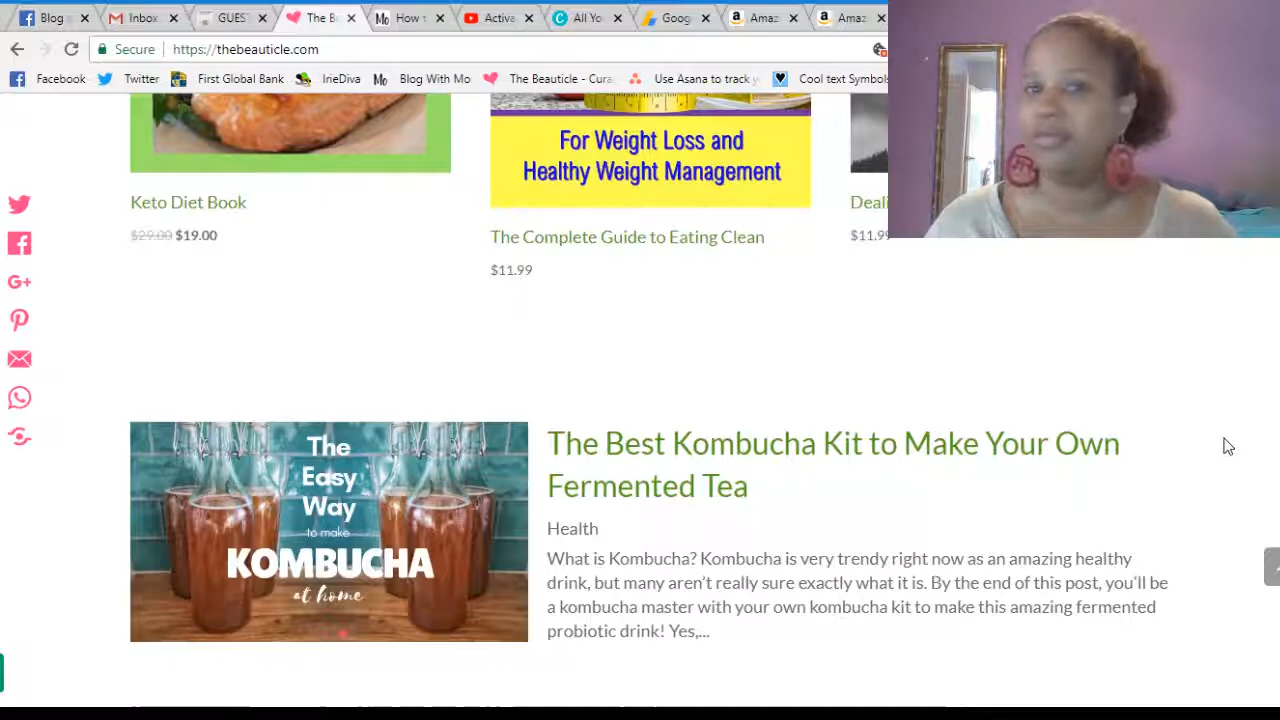 Blog
Inbox
GUES
The B
How t
Activa
All Yo
Goog
Amaz
Amaz
Secure
https://thebeauticle.com
Facebook
Twitter
First Global Bank
IrieDiva
Blog With Mo
The Beauticle - Cura
Use Asana to track y
Cool text Symbols
For Weight Loss and
Healthy Weight Management
Keto Diet Book
$29.00 $19.00
The Complete Guide to Eating Clean
$11.99
Deali
$11.99
The
Easy
Way
to make
KOMBUCHA
at home
The Best Kombucha Kit to Make Your Own
Fermented Tea
Health
What is Kombucha? Kombucha is very trendy right now as an amazing healthy
drink, but many aren’t really sure exactly what it is. By the end of this post, you’ll be
a kombucha master with your own kombucha kit to make this amazing fermented
probiotic drink! Yes,...